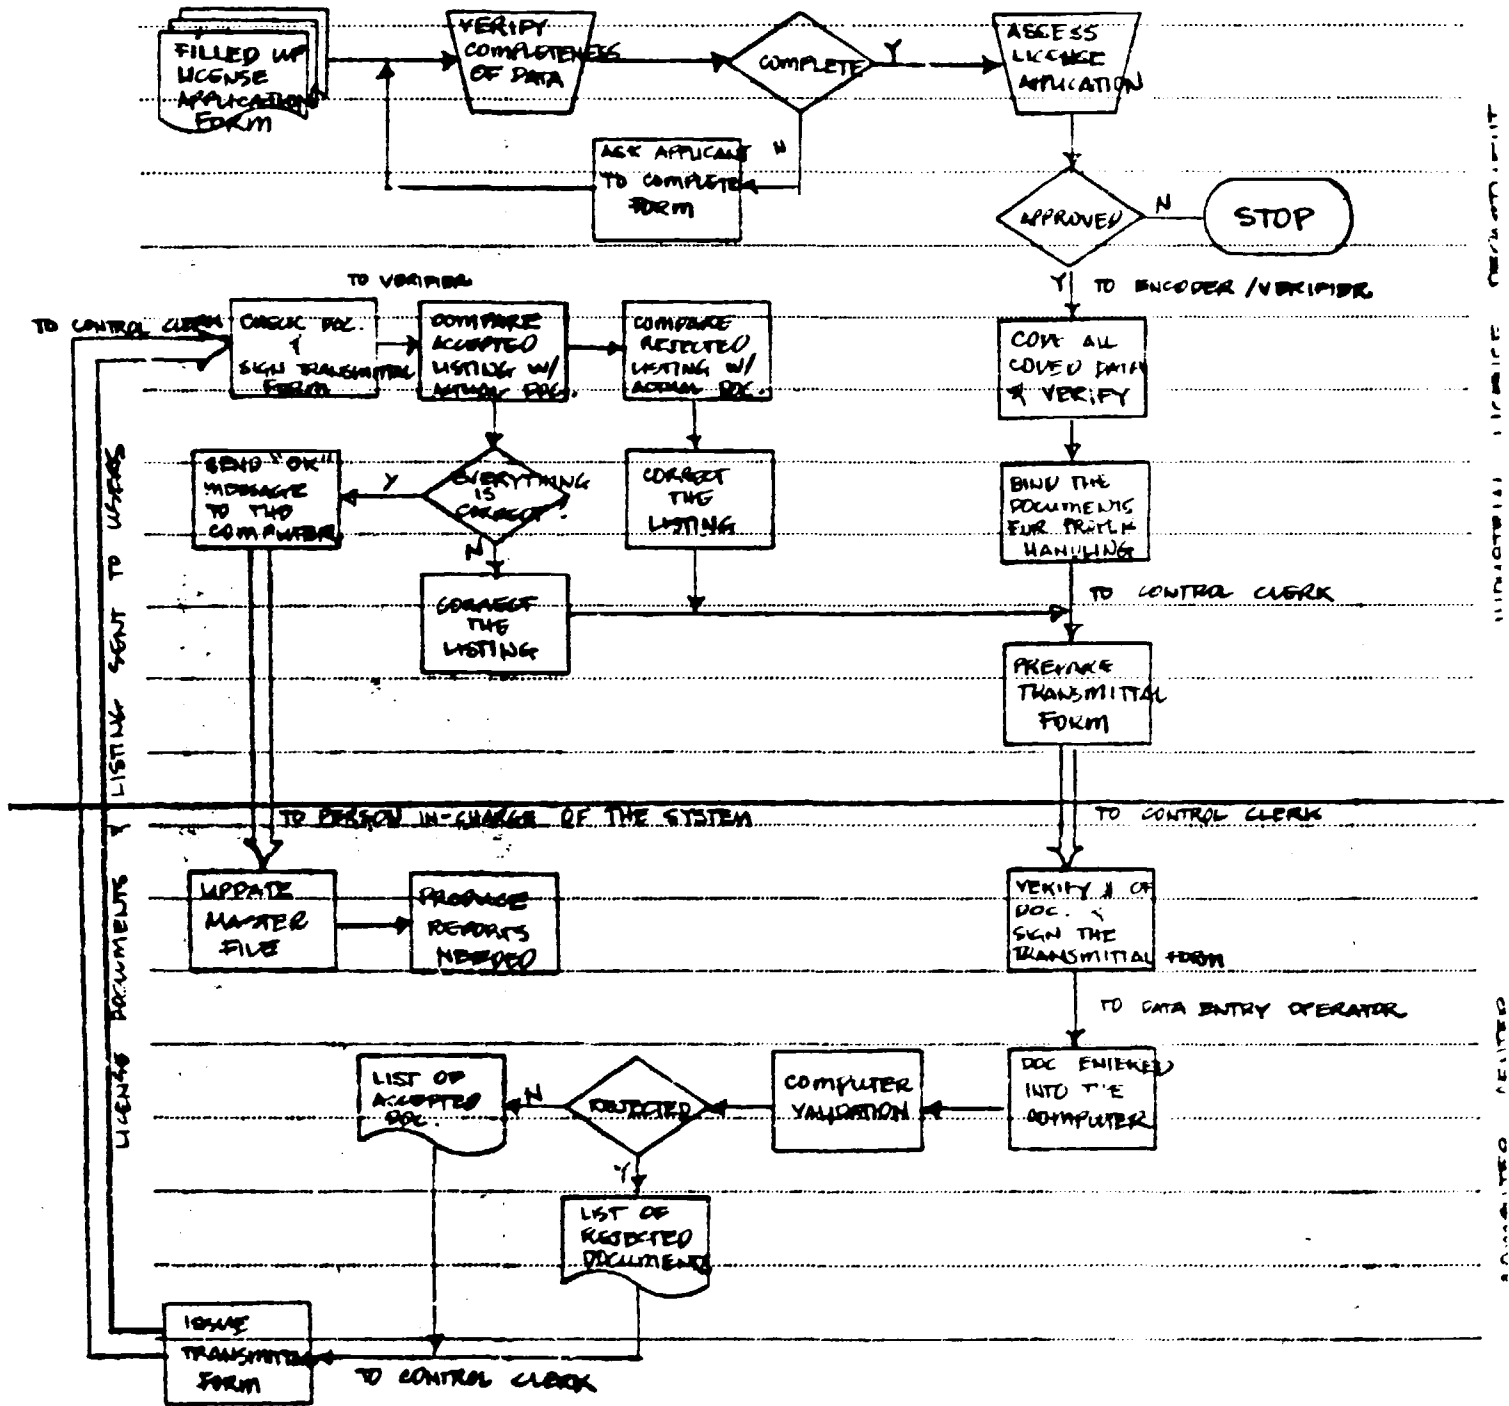 FILLED UP
LICENSE
APPLICATION
FORM
VERIFY
COMPLETENESS
OF DATA
COMPLETE
Y
ASSESS
LICENSE
APPLICATION
N
ASK APPLICANT
TO COMPLETE
FORM
APPROVED
N
STOP
Y
TO ENCODER/VERIFIER
TO VERIFIER
TO CONTROL CLERK
CHECK DOC.
&
SIGN TRANSMITTAL
FORM
COMPARE
ACCEPTED
LISTING W/
ACTUAL DOC.
COMPARE
REJECTED
LISTING W/
ACTUAL DOC.
ALL
CODED DATA
& VERIFY
SEND "OK"
MESSAGE
TO THE
COMPUTER
Y
EVERYTHING
IS
CORRECT?
N
CORRECT
THE
LISTING
BIND THE
DOCUMENTS
FOR
HANDLING
CORRECT
THE
LISTING
TO CONTROL CLERK
PREPARE
TRANSMITTAL
FORM
LICENSE DOCUMENTS & LISTING SENT TO USERS
TO PERSON IN-CHARGE OF THE SYSTEM
TO CONTROL CLERK
UPDATE
MASTER
FILE
PRODUCE
REPORTS
NEEDED
VERIFY # OF
DOC. &
SIGN THE
TRANSMITTAL FORM
TO DATA ENTRY OPERATOR
LIST OF
ACCEPTED
DOC.
N
REJECTED
COMPUTER
VALIDATION
DOC ENTERED
INTO THE
COMPUTER
Y
LIST OF
REJECTED
DOCUMENTS
ISSUE
TRANSMITTAL
FORM
TO CONTROL CLERK